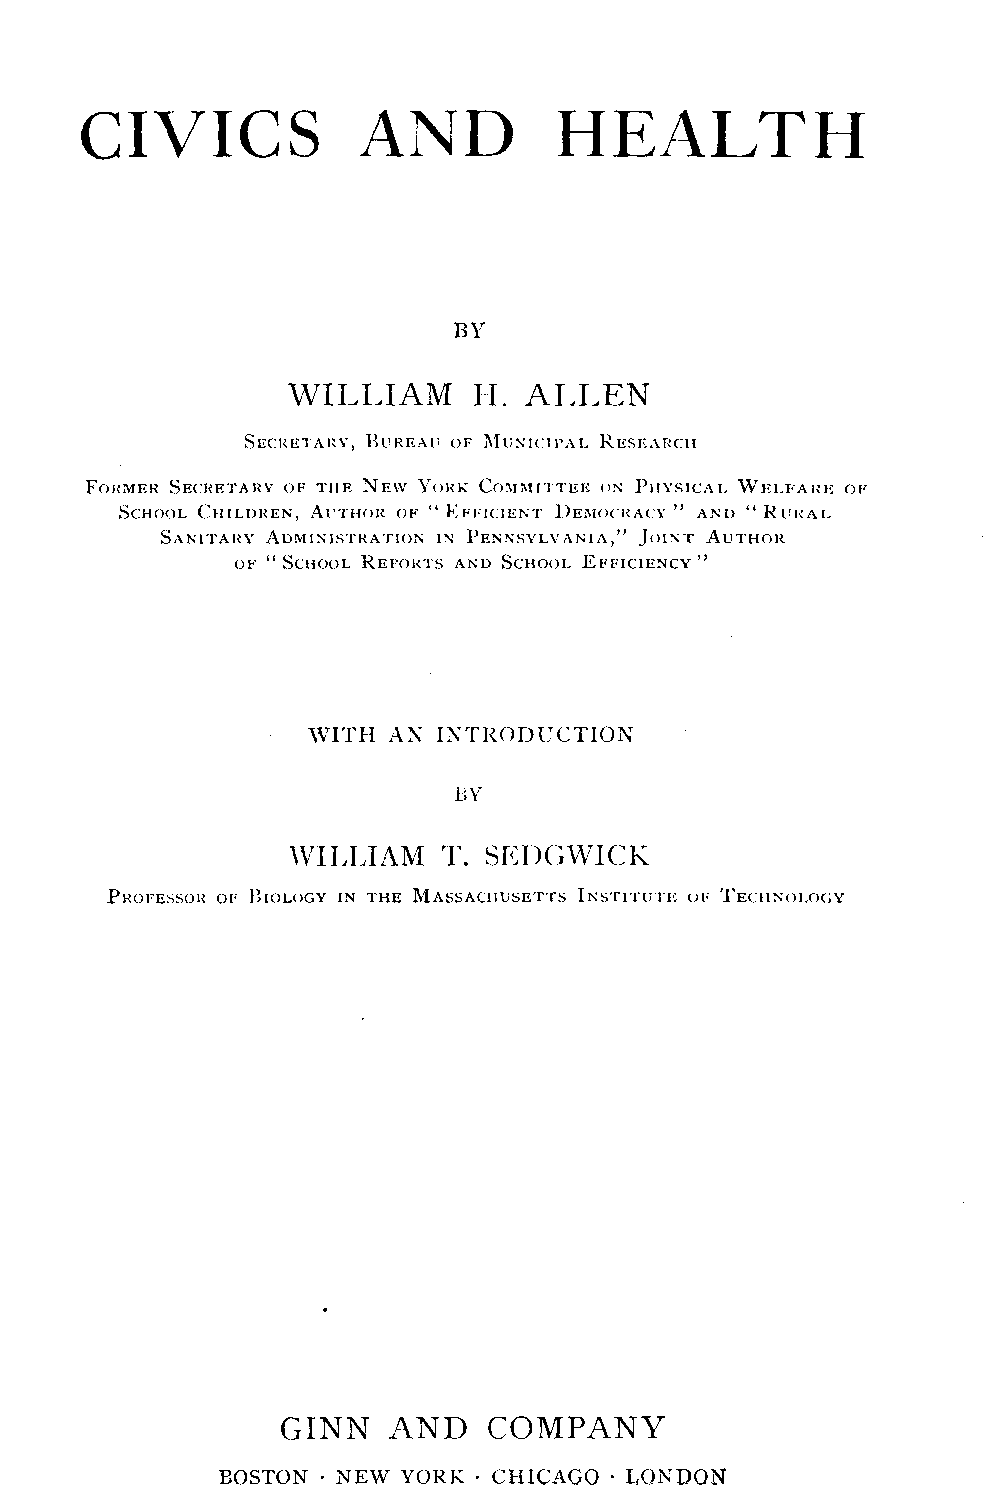 CIVICS AND HEALTH
BY
WILLIAM H. ALLEN
Secretary, Bureau of Municipal Research
Former Secretary of the New York Committee on Physical Welfare of
School Children, Author of "Efficient Democracy" and "Rural
Sanitary Administration in Pennsylvania," Joint Author
of "School Reports and School Efficiency"
WITH AN INTRODUCTION
BY
WILLIAM T. SEDGWICK
Professor of Biology in the Massachusetts Institute of Technology
GINN AND COMPANY
BOSTON · NEW YORK · CHICAGO · LONDON